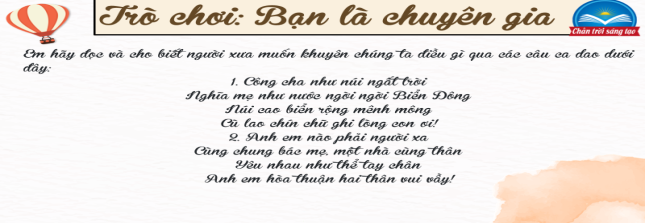 Trò chơi: Bạn là chuyên gia
Chân trời sáng tạo
Em hãy đọc và cho biết người xưa muốn khuyên chúng ta điều gì qua các câu ca dao dưới
đây:
1. Công cha như núi ngất trời
Nghĩa mẹ như nước ngời ngời Biển Đông
Núi cao biển rộng mênh mông
Cù lao chín chữ ghi lòng con ơi!
2. Anh em nào phải người xa
Cùng chung bác mẹ, một nhà cùng thân
Yêu nhau như thể tay chân
Anh em hòa thuận hai thân vui vầy!